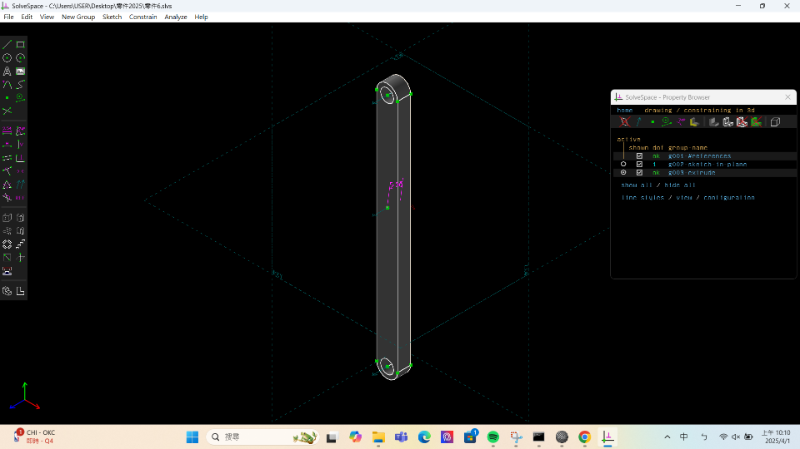 SolveSpace - C:\Users\USER\Desktop\零件2025\零件6.slvs
File Edit View New Group Sketch Constrain Analyze Help
SolveSpace - Property Browser
home drawing / constraining in 3d
active
shown dof group-name
ok g001 #references
1 g002 sketch-in-plane
ok g003 extrude
show all / hide all
line styles / view / configuration
CHI - OKC
即時 - Q4
搜尋
中
上午 10:10
2025/4/1